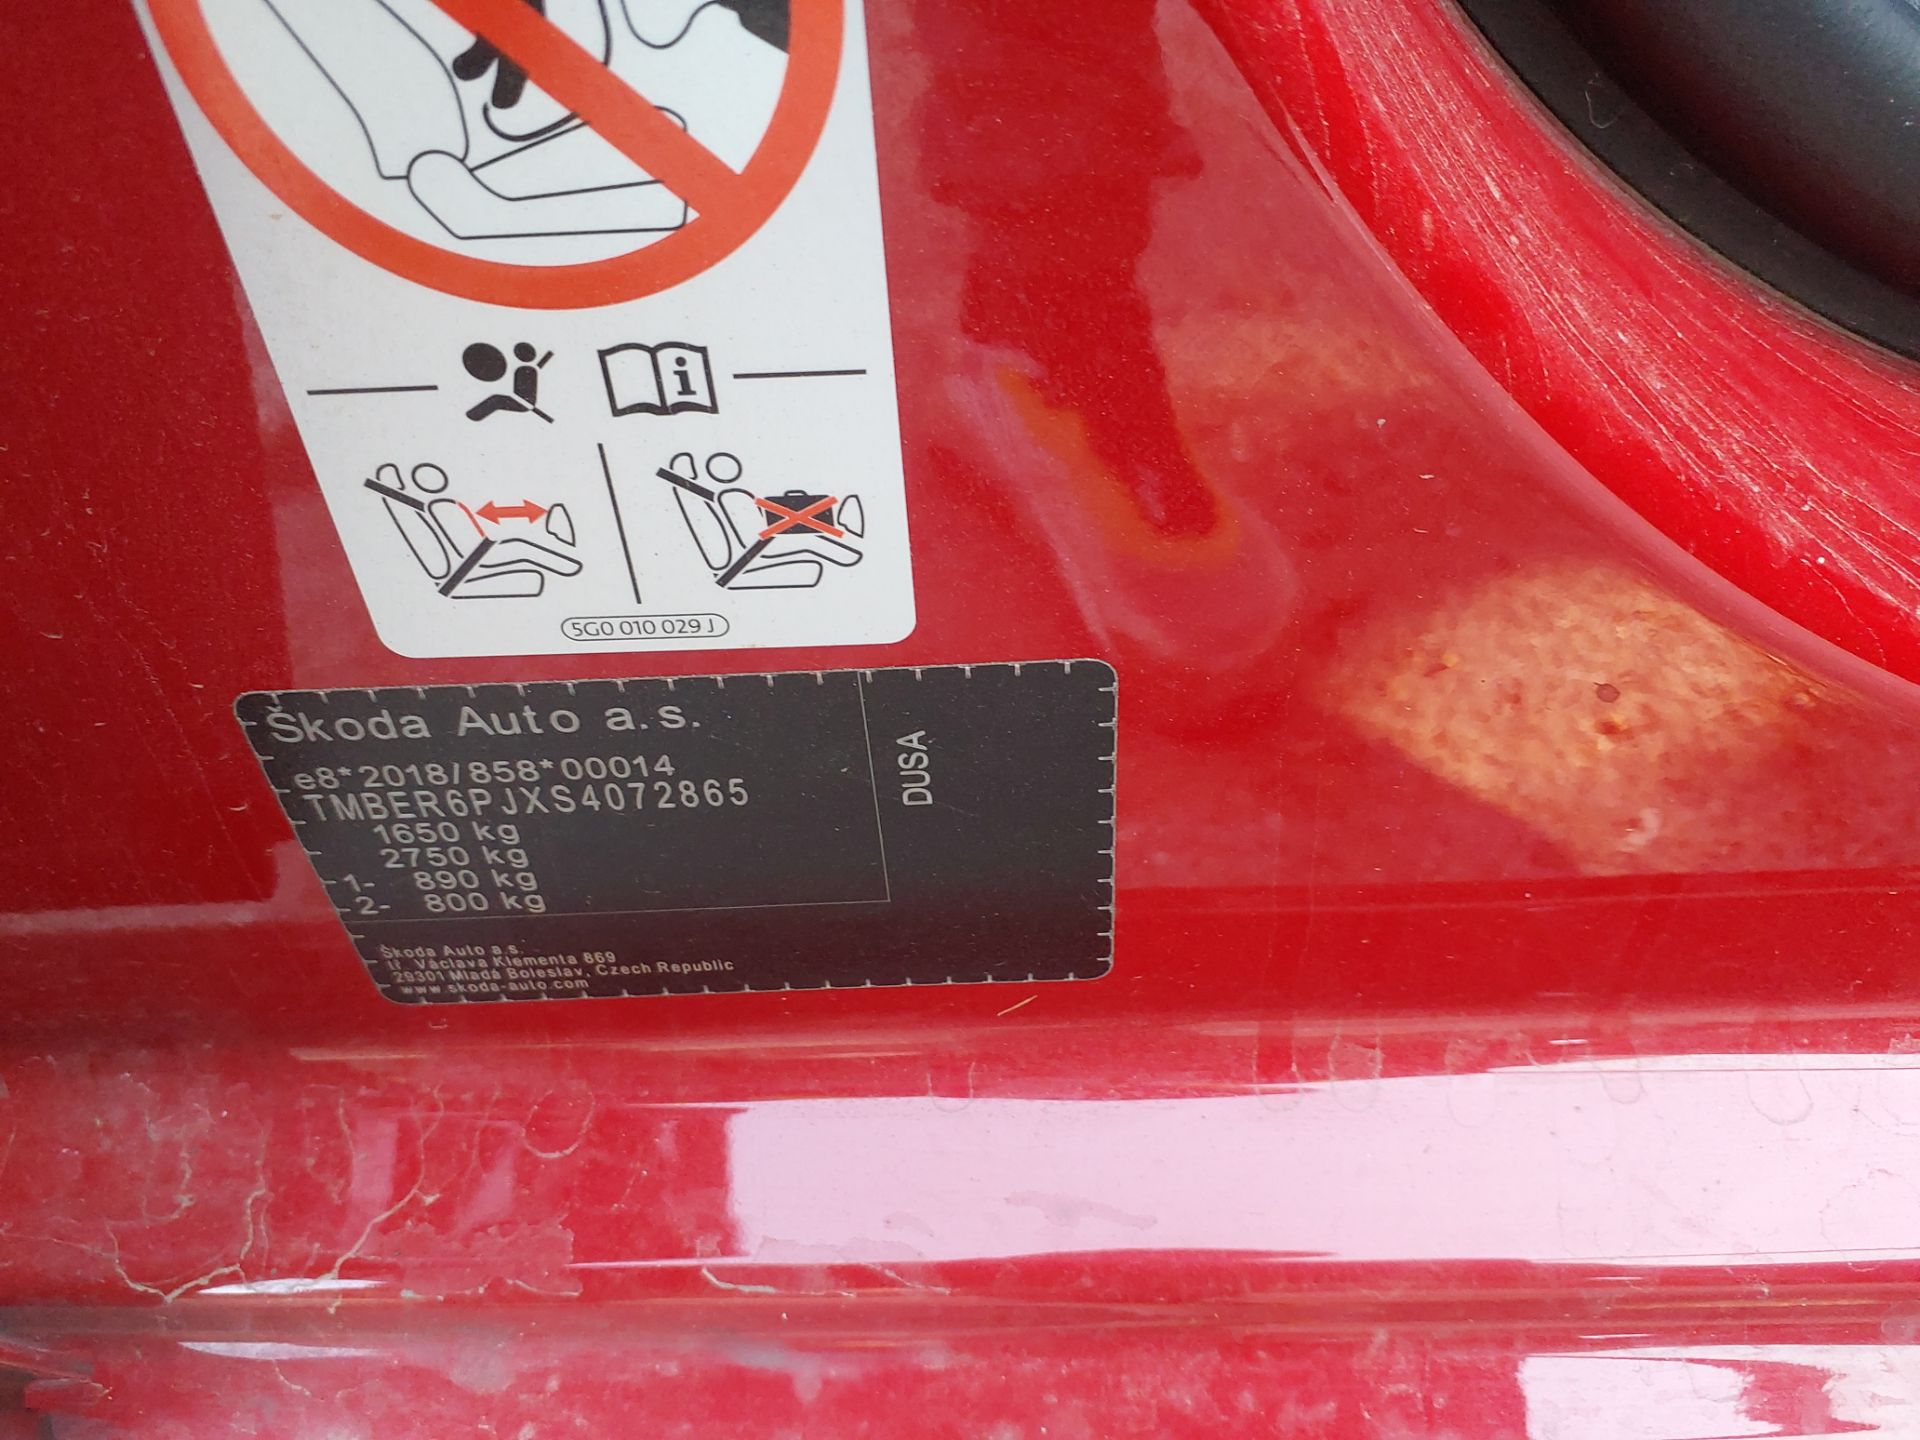 5G0 010 029 J
Škoda Auto a.s.
e8*2018/858*00014
TMBER6PJXS4072865
1650 kg
2750 kg
1- 890 kg
2- 800 kg
DUSA
Škoda Auto a.s.
tř. Václava Klementa 869
29301 Mladá Boleslav, Czech Republic
www.skoda-auto.com